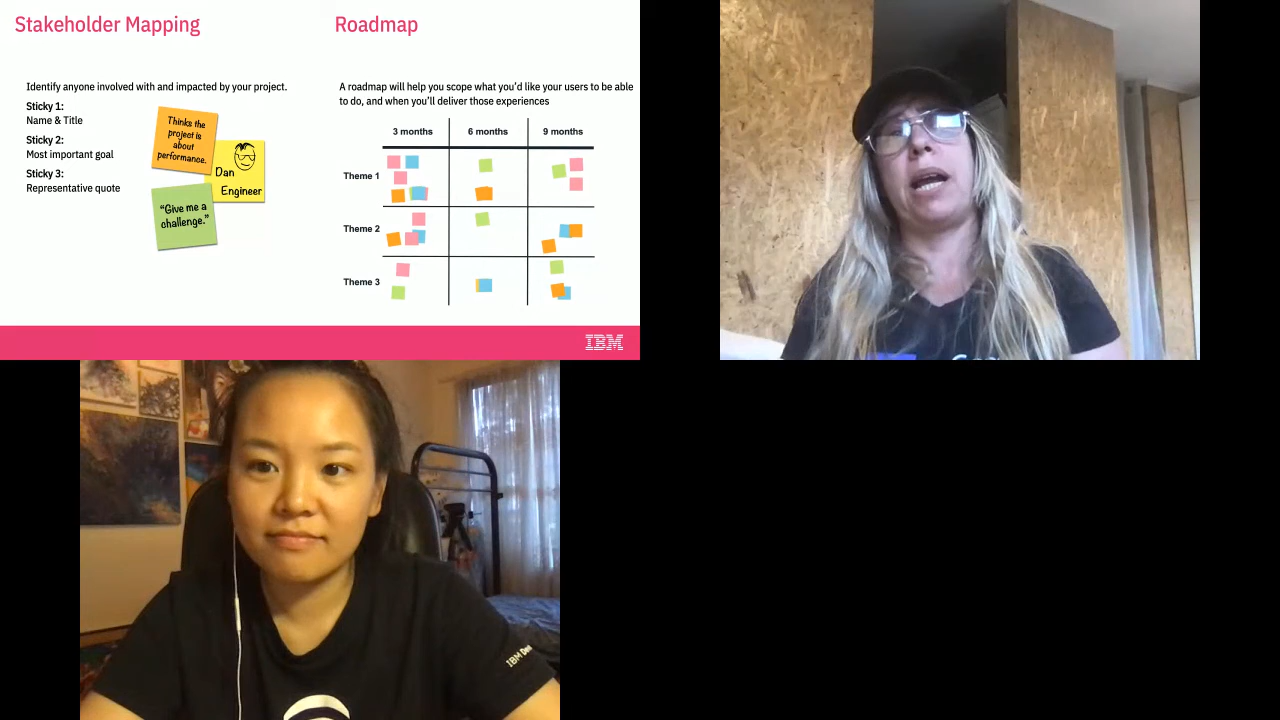 Stakeholder Mapping
Identify anyone involved with and impacted by your project.
Sticky 1:
Name & Title
Sticky 2:
Most important goal
Sticky 3:
Representative quote
Thinks the
project is
about
performance.
Dan
Engineer
“Give me a
challenge.”
Roadmap
A roadmap will help you scope what you’d like your users to be able
to do, and when you’ll deliver those experiences
3 months
6 months
9 months
Theme 1
Theme 2
Theme 3
IBM
IBM